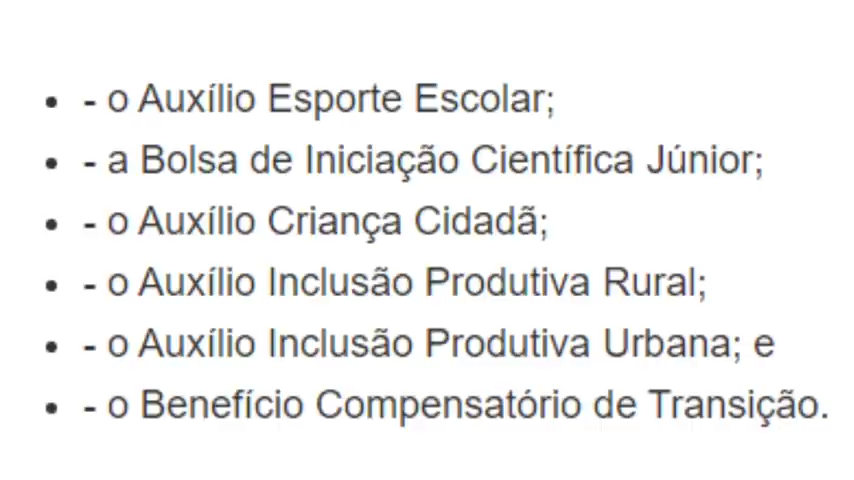 • - o Auxílio Esporte Escolar;
• - a Bolsa de Iniciação Científica Júnior;
• - o Auxílio Criança Cidadã;
• - o Auxílio Inclusão Produtiva Rural;
• - o Auxílio Inclusão Produtiva Urbana; e
• - o Benefício Compensatório de Transição.